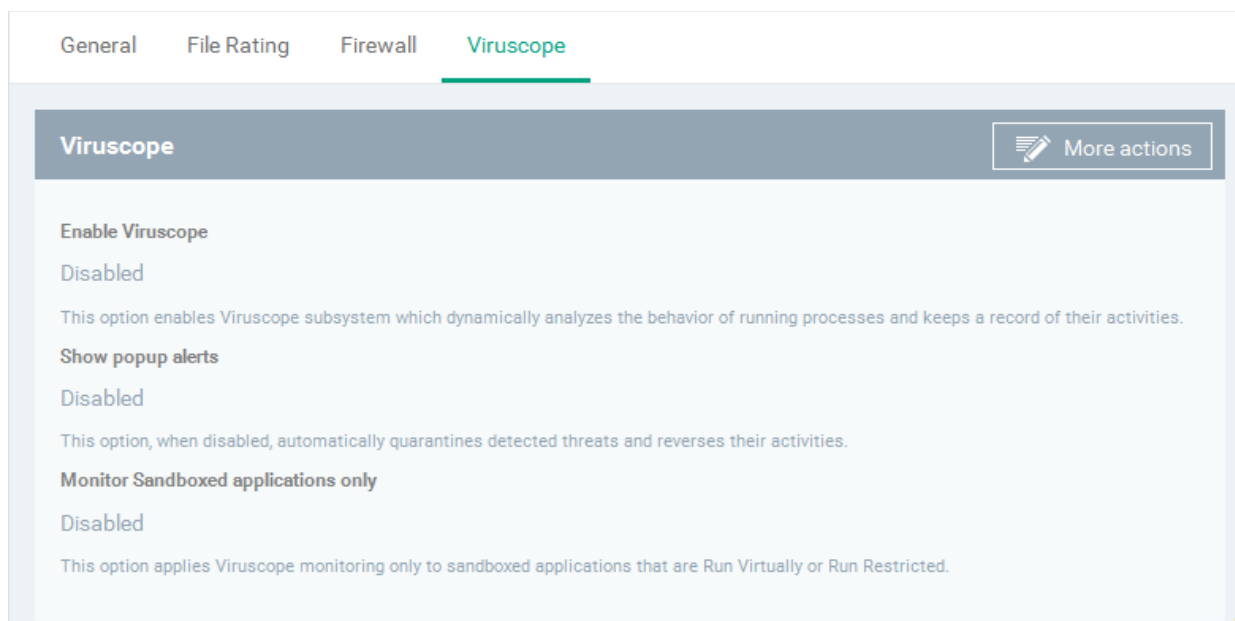 General File Rating Firewall Viruscope
Viruscope More actions
Enable Viruscope
Disabled
This option enables Viruscope subsystem which dynamically analyzes the behavior of running processes and keeps a record of their activities.
Show popup alerts
Disabled
This option, when disabled, automatically quarantines detected threats and reverses their activities.
Monitor Sandboxed applications only
Disabled
This option applies Viruscope monitoring only to sandboxed applications that are Run Virtually or Run Restricted.